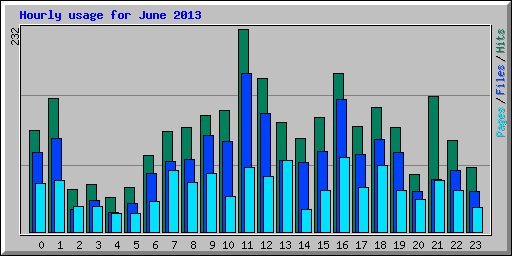 Hourly usage for June 2013
232
Pages/Files/Hits
0 1 2 3 4 5 6 7 8 9 10 11 12 13 14 15 16 17 18 19 20 21 22 23